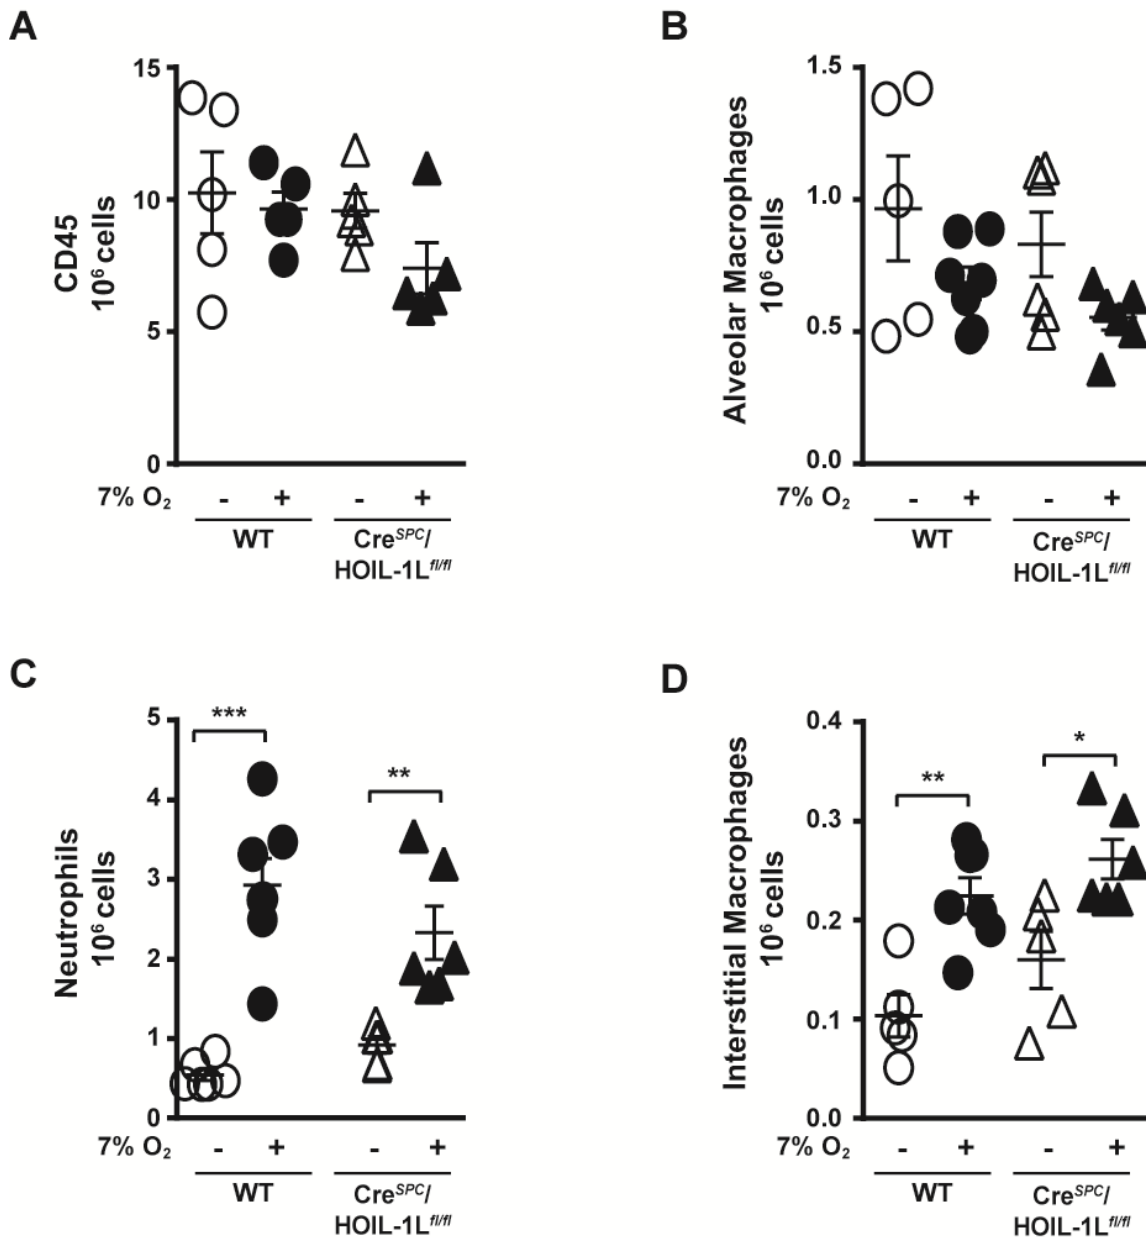 A
CD45
10⁶ cells
15
10
5
0
7% O₂ - + - +
WT
Cre^SPC/
HOIL-1L^fl/fl
B
Alveolar Macrophages
10⁶ cells
1.5
1.0
0.5
0.0
7% O₂ - + - +
WT
Cre^SPC/
HOIL-1L^fl/fl
C
Neutrophils
10⁶ cells
5
4
3
2
1
0
***
**
7% O₂ - + - +
WT
Cre^SPC/
HOIL-1L^fl/fl
D
Interstitial Macrophages
10⁶ cells
0.4
0.3
0.2
0.1
0.0
**
*
7% O₂ - + - +
WT
Cre^SPC/
HOIL-1L^fl/fl